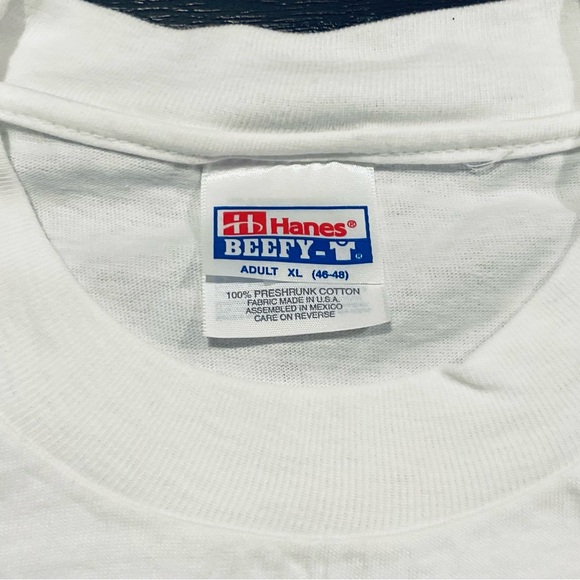 Hanes®
BEEFY-T®
ADULT XL (46-48)
100% PRESHRUNK COTTON
FABRIC MADE IN U.S.A.
ASSEMBLED IN MEXICO
CARE ON REVERSE